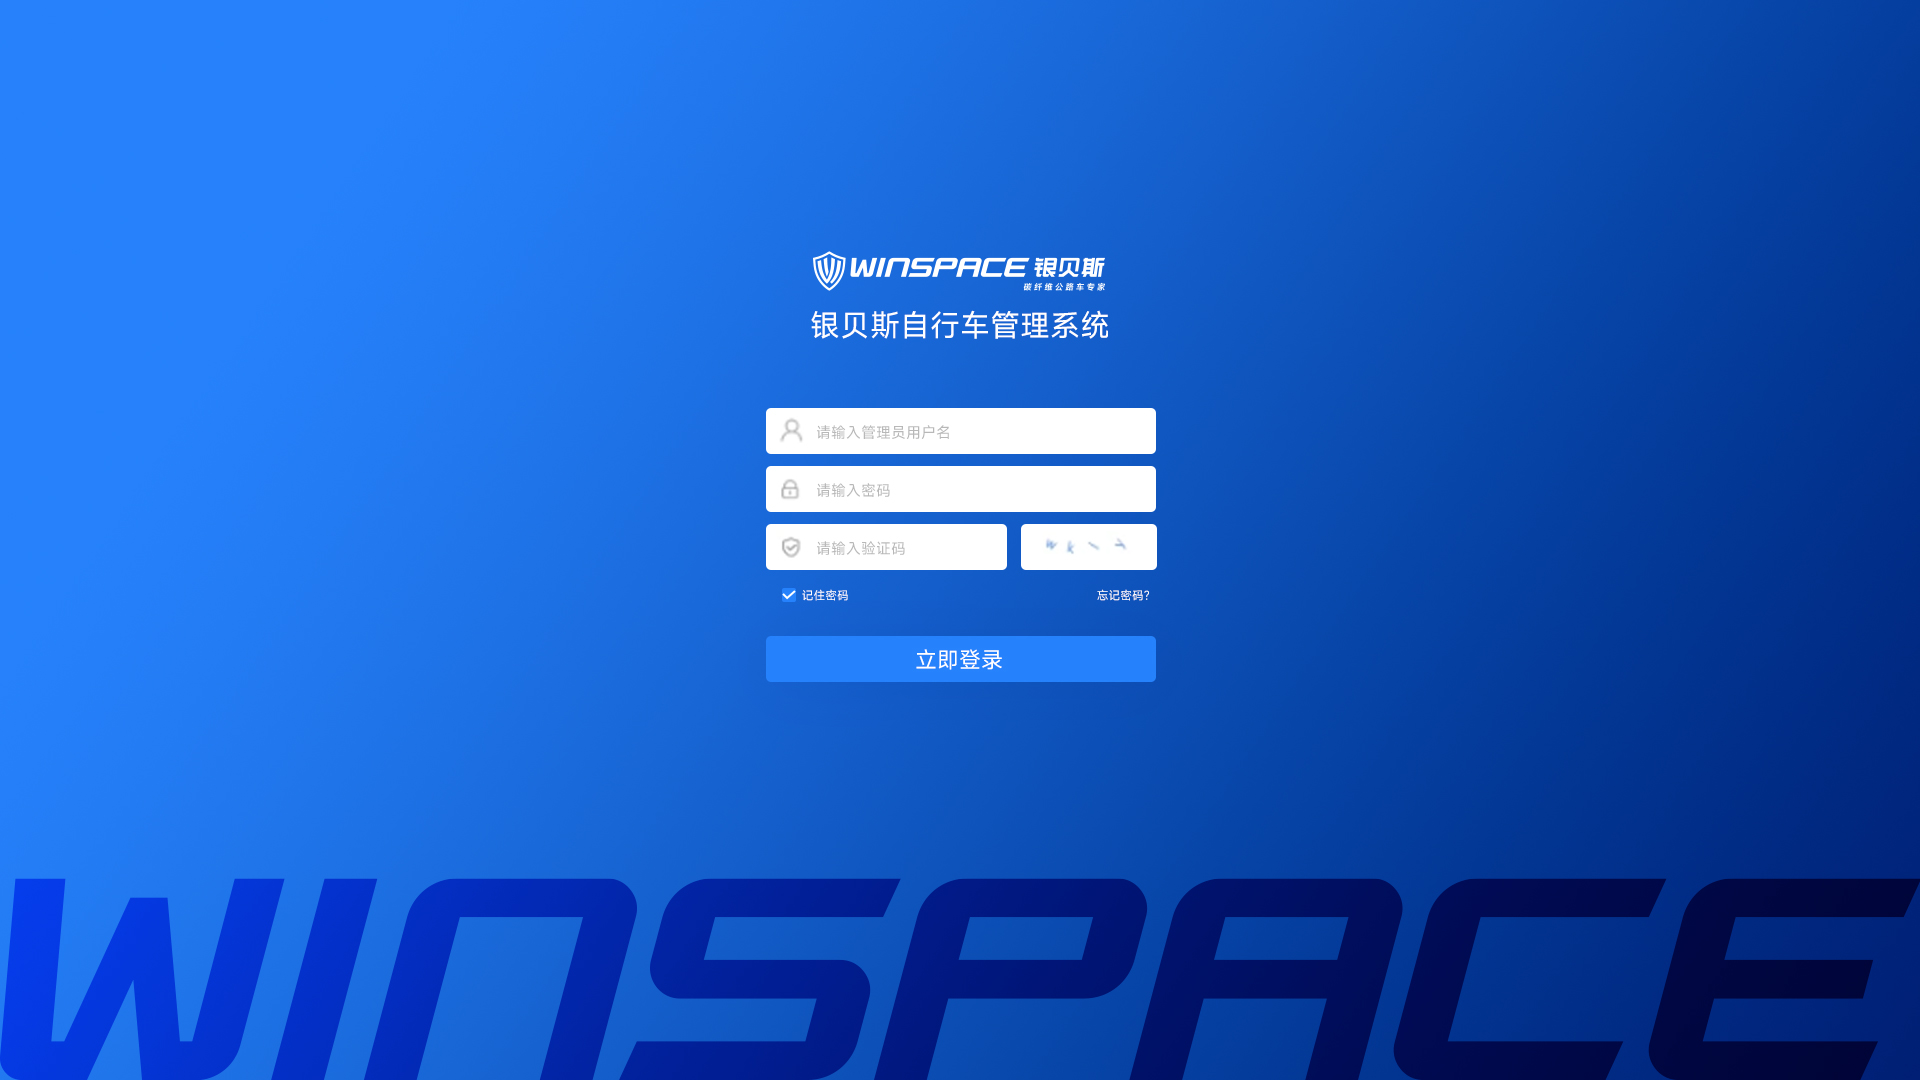 WINSPACE 银贝斯
碳纤维公路车专家
银贝斯自行车管理系统
请输入管理员用户名
请输入密码
请输入验证码
记住密码
忘记密码?
立即登录
WINSPACE